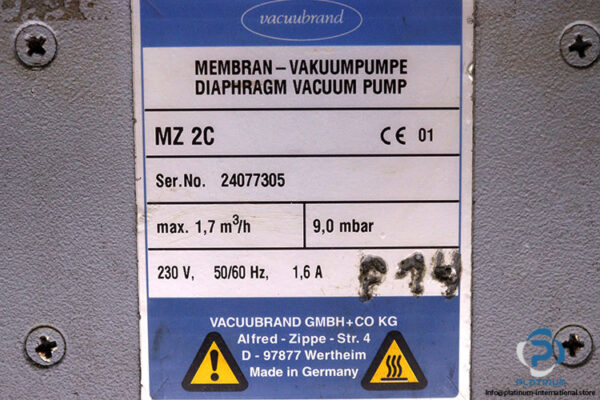 vacuubrand
MEMBRAN – VAKUUMPUMPE
DIAPHRAGM VACUUM PUMP
MZ 2C CE 01
Ser.No. 24077305
max. 1,7 m³/h 9,0 mbar
230 V, 50/60 Hz, 1,6 A
P14
VACUUBRAND GMBH+CO KG
Alfred - Zippe - Str. 4
D - 97877 Wertheim
Made in Germany
PLATINUM
info@platinum-international.store